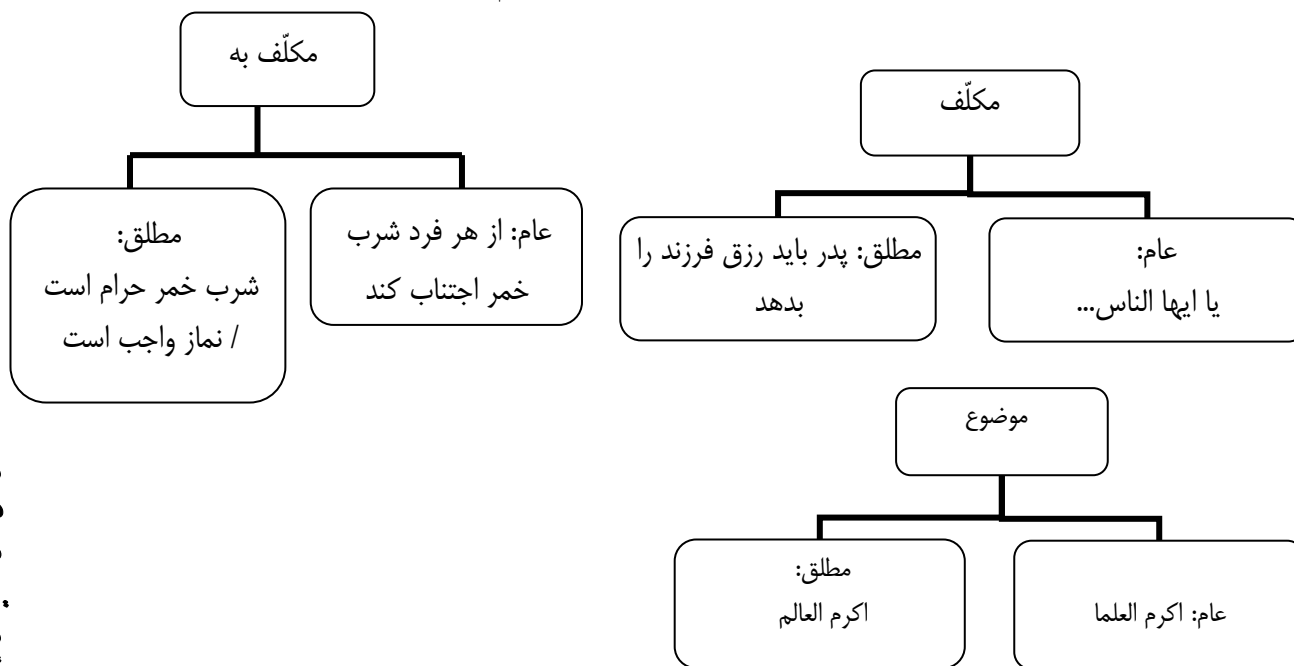 مکلّف
عام:
یا ایها الناس...
مطلق: پدر باید رزق فرزند را
بدهد
مکلّف به
عام: از هر فرد شرب
خمر اجتناب کند
مطلق:
شرب خمر حرام است
/ نماز واجب است
موضوع
عام: اکرم العلما
مطلق:
اکرم العالم